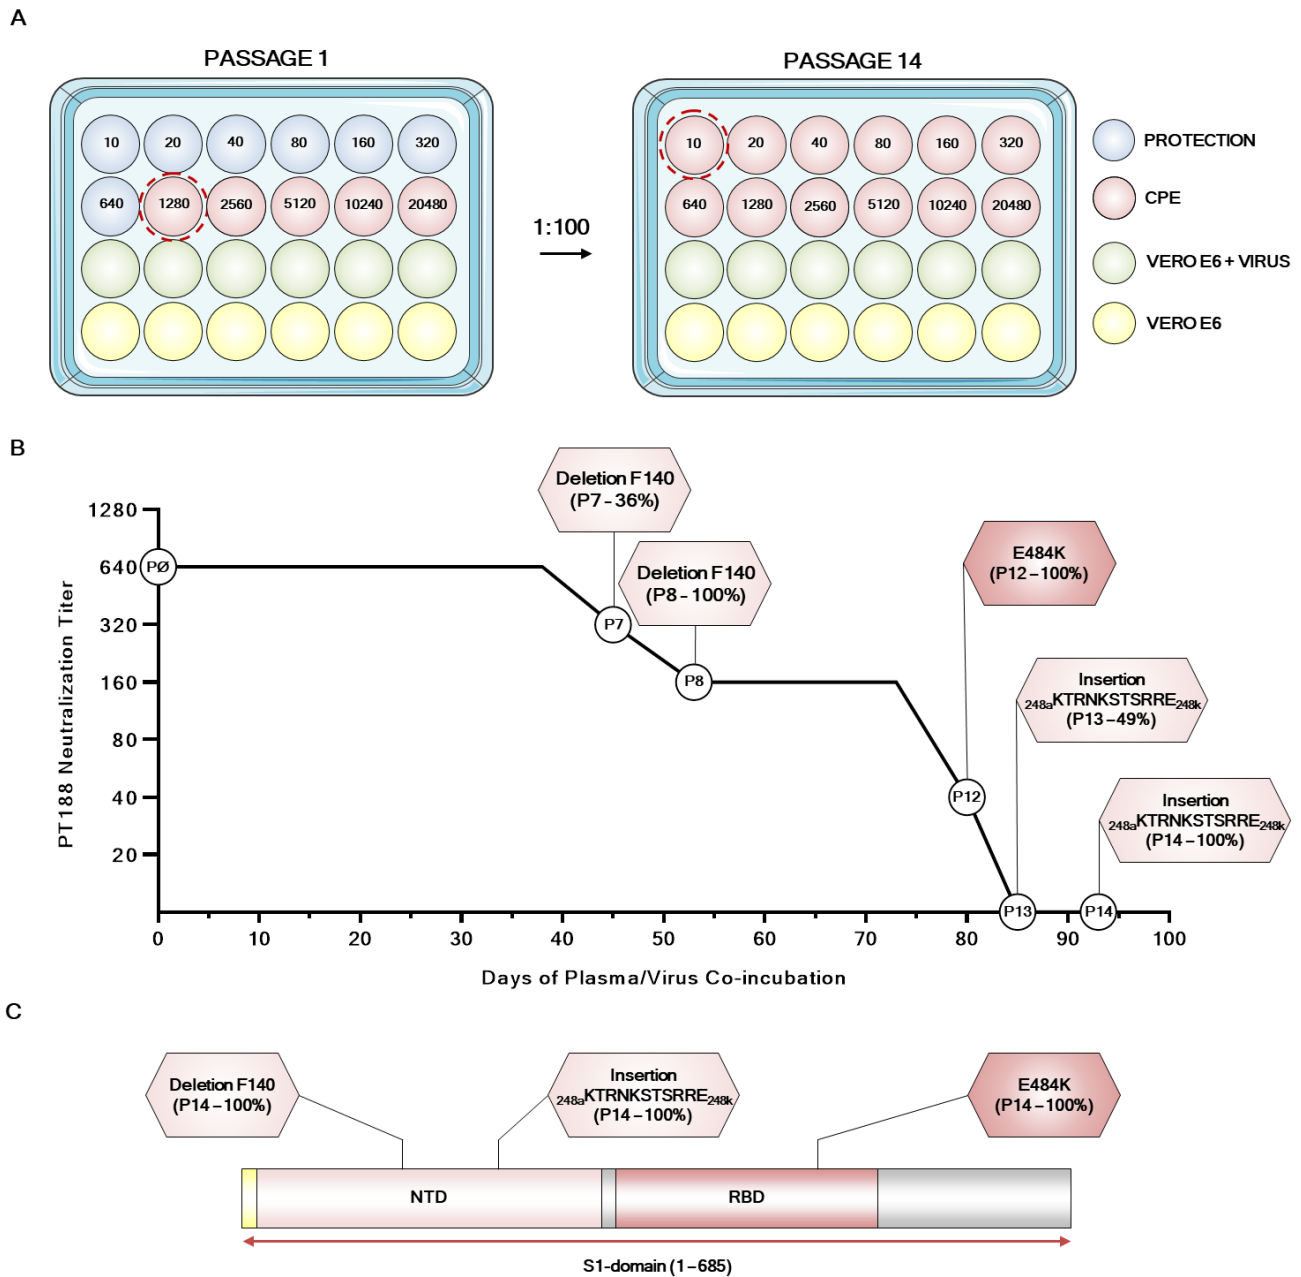 A
PASSAGE 1
PASSAGE 14
10 20 40 80 160 320
640 1280 2560 5120 10240 20480
1:100
10 20 40 80 160 320
640 1280 2560 5120 10240 20480
PROTECTION
CPE
VERO E6 + VIRUS
VERO E6
B
PT188 Neutralization Titer
1280
640
320
160
80
40
20
PØ
P7
P8
P12
P13
P14
Deletion F140
(P7 – 36%)
Deletion F140
(P8 – 100%)
E484K
(P12 – 100%)
Insertion
248aKTRNKSTSRRE248k
(P13 – 49%)
Insertion
248aKTRNKSTSRRE248k
(P14 – 100%)
0 10 20 30 40 50 60 70 80 90 100
Days of Plasma/Virus Co-incubation
C
Deletion F140
(P14 – 100%)
Insertion
248aKTRNKSTSRRE248k
(P14 – 100%)
E484K
(P14 – 100%)
NTD
RBD
S1-domain (1 – 685)